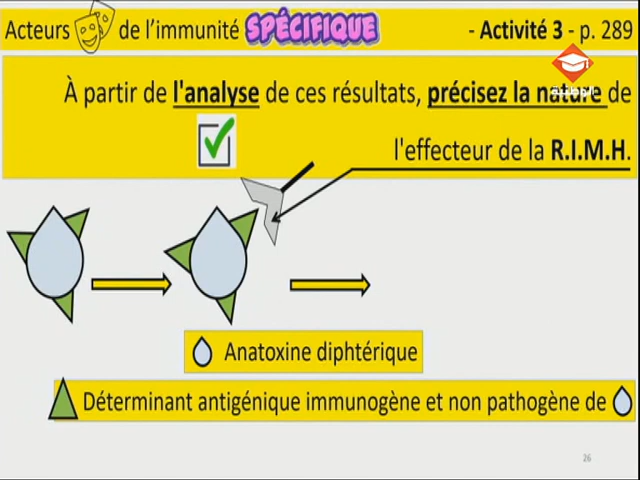 Acteurs de l'immunité SPÉCIFIQUE - Activité 3 - p. 289
À partir de l'analyse de ces résultats, précisez la nature de
l'effecteur de la R.I.M.H.
Anatoxine diphtérique
Déterminant antigénique immunogène et non pathogène de
26